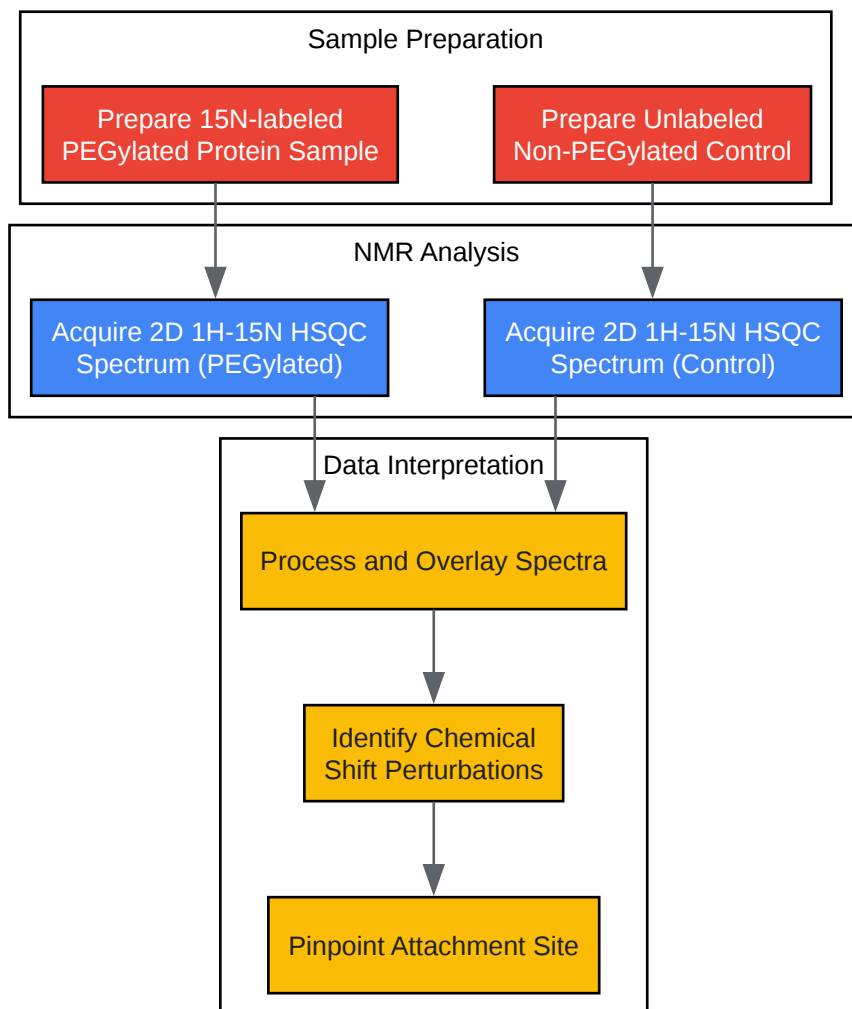 Sample Preparation
Prepare 15N-labeled
PEGylated Protein Sample
Prepare Unlabeled
Non-PEGylated Control
NMR Analysis
Acquire 2D 1H-15N HSQC
Spectrum (PEGylated)
Acquire 2D 1H-15N HSQC
Spectrum (Control)
Data Interpretation
Process and Overlay Spectra
Identify Chemical
Shift Perturbations
Pinpoint Attachment Site